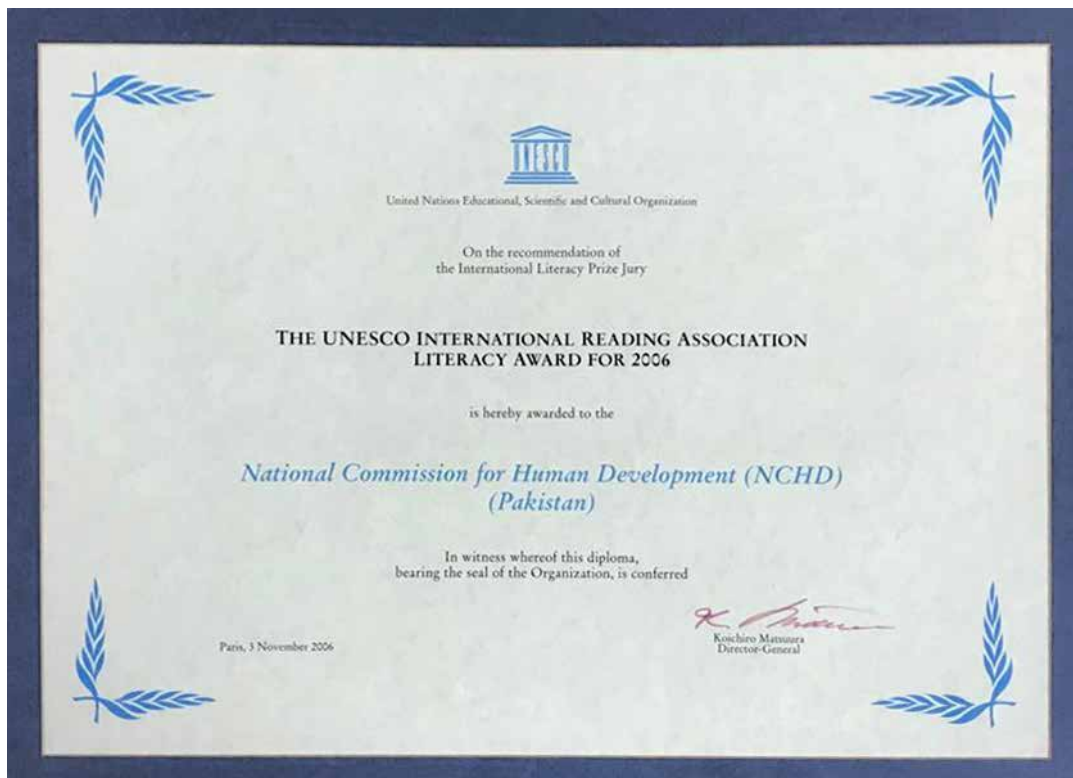 UNESCO
United Nations Educational, Scientific and Cultural Organization
On the recommendation of
the International Literacy Prize Jury
THE UNESCO INTERNATIONAL READING ASSOCIATION
LITERACY AWARD FOR 2006
is hereby awarded to the
National Commission for Human Development (NCHD)
(Pakistan)
In witness whereof this diploma,
bearing the seal of the Organization, is conferred
Paris, 3 November 2006
Koïchiro Matsuura
Director-General